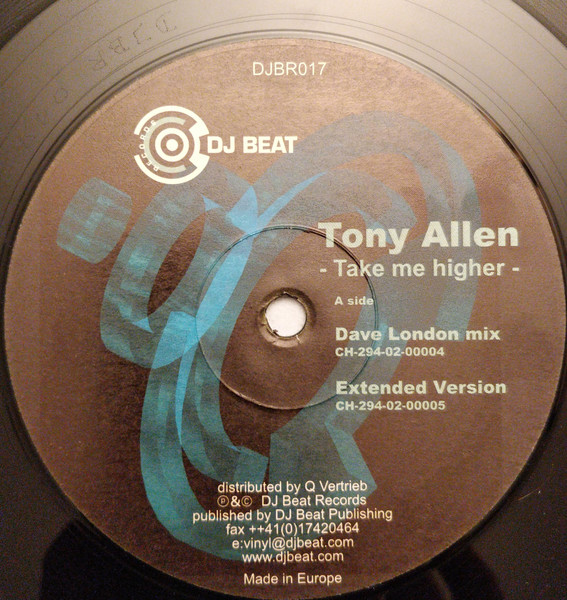 DJBR017
RECORDS
DJ BEAT
Tony Allen
- Take me higher -
A side
Dave London mix
CH-294-02-00004
Extended Version
CH-294-02-00005
distributed by Q Vertrieb
℗&© DJ Beat Records
published by DJ Beat Publishing
fax ++41(0)17420464
e:vinyl@djbeat.com
www.djbeat.com
Made in Europe